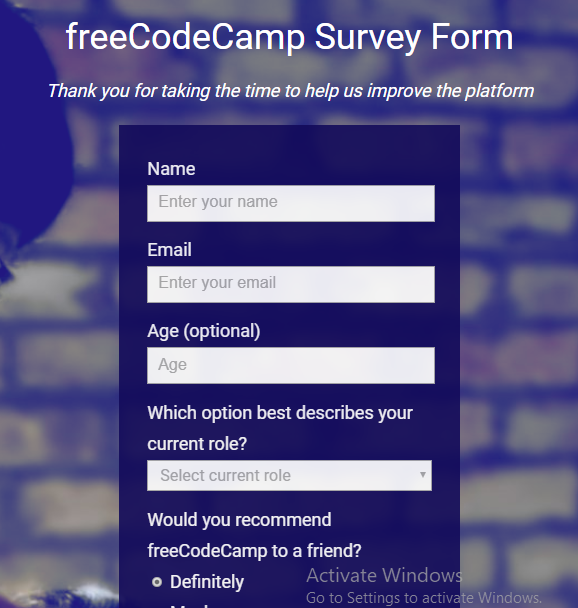 freeCodeCamp Survey Form
Thank you for taking the time to help us improve the platform
Name
Enter your name
Email
Enter your email
Age (optional)
Age
Which option best describes your
current role?
Select current role
Would you recommend
freeCodeCamp to a friend?
Definitely
Activate Windows
Go to Settings to activate Windows.